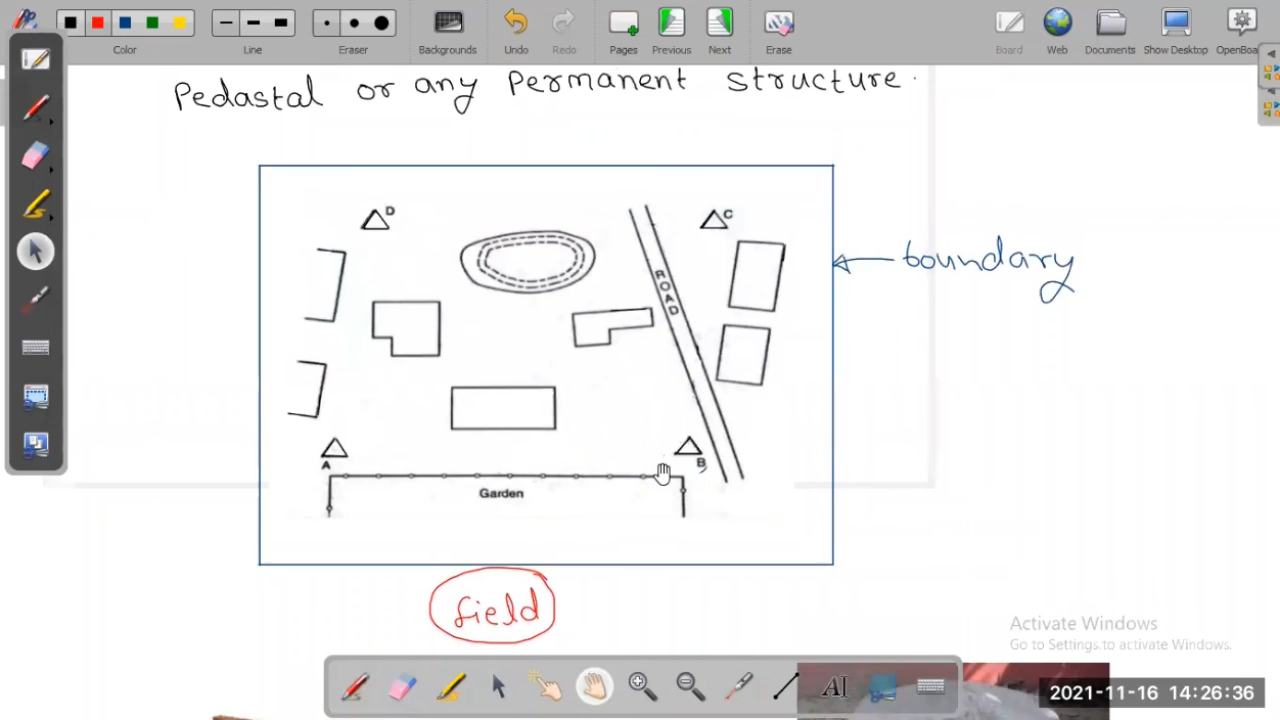 Color
Line
Eraser
Backgrounds
Undo
Redo
Pages
Previous
Next
Erase
Board
Web
Documents
Show Desktop
OpenBoa
Pedastal or any Permanent structure.
D
C
ROAD
boundary
A
B
Garden
field
Activate Windows
Go to Settings to activate Windows.
AI
2021-11-16 14:26:36